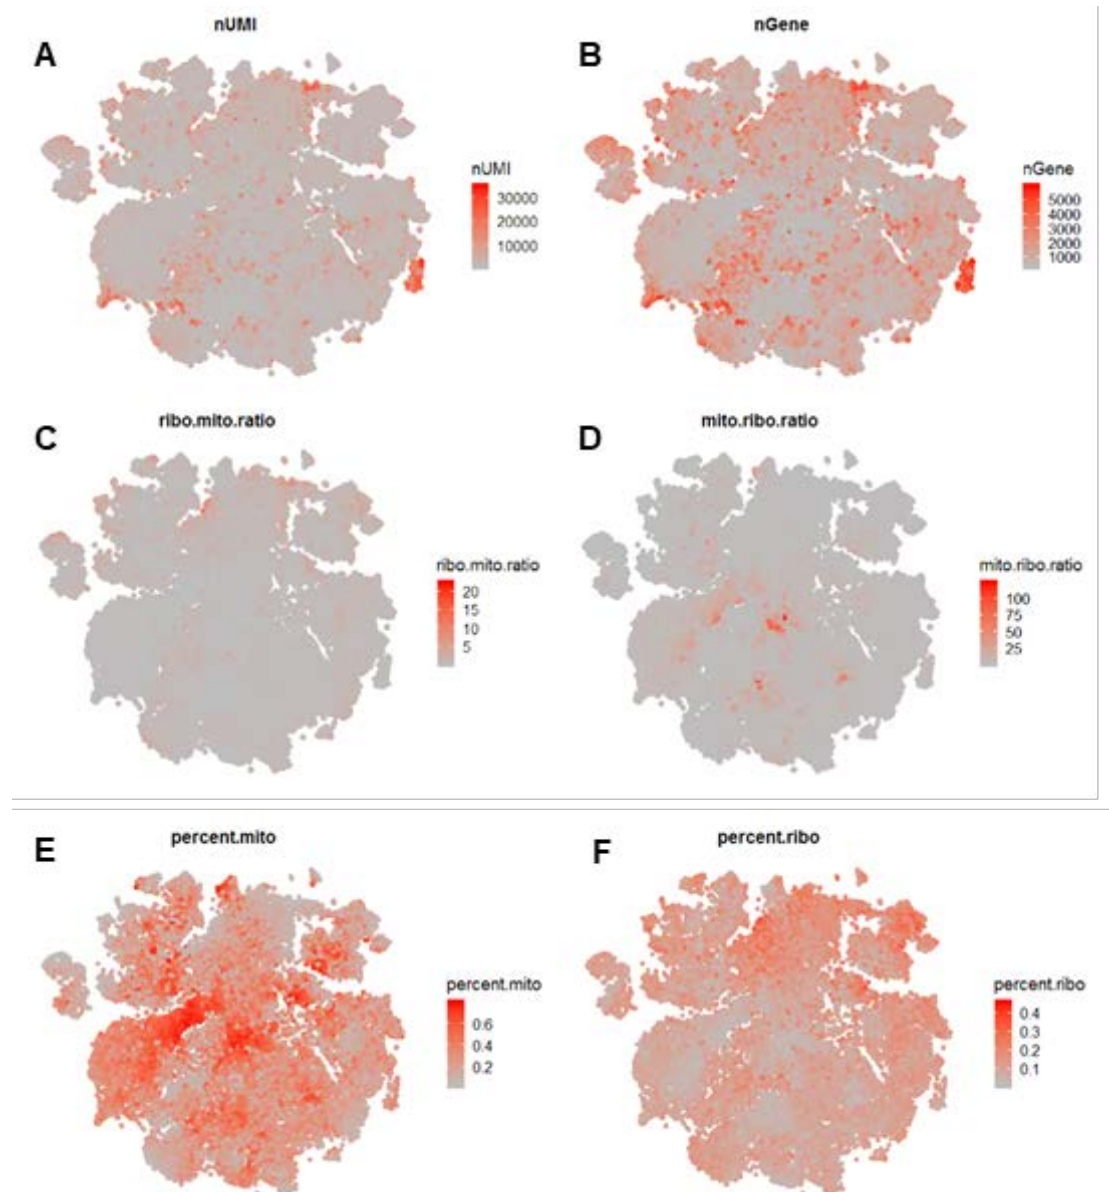 nUMI
nGene
A
B
nUMI
30000
20000
10000
nGene
5000
4000
3000
2000
1000
ribo.mito.ratio
mito.ribo.ratio
C
D
ribo.mito.ratio
20
15
10
5
mito.ribo.ratio
100
75
50
25
percent.mito
percent.ribo
E
F
percent.mito
0.6
0.4
0.2
percent.ribo
0.4
0.3
0.2
0.1